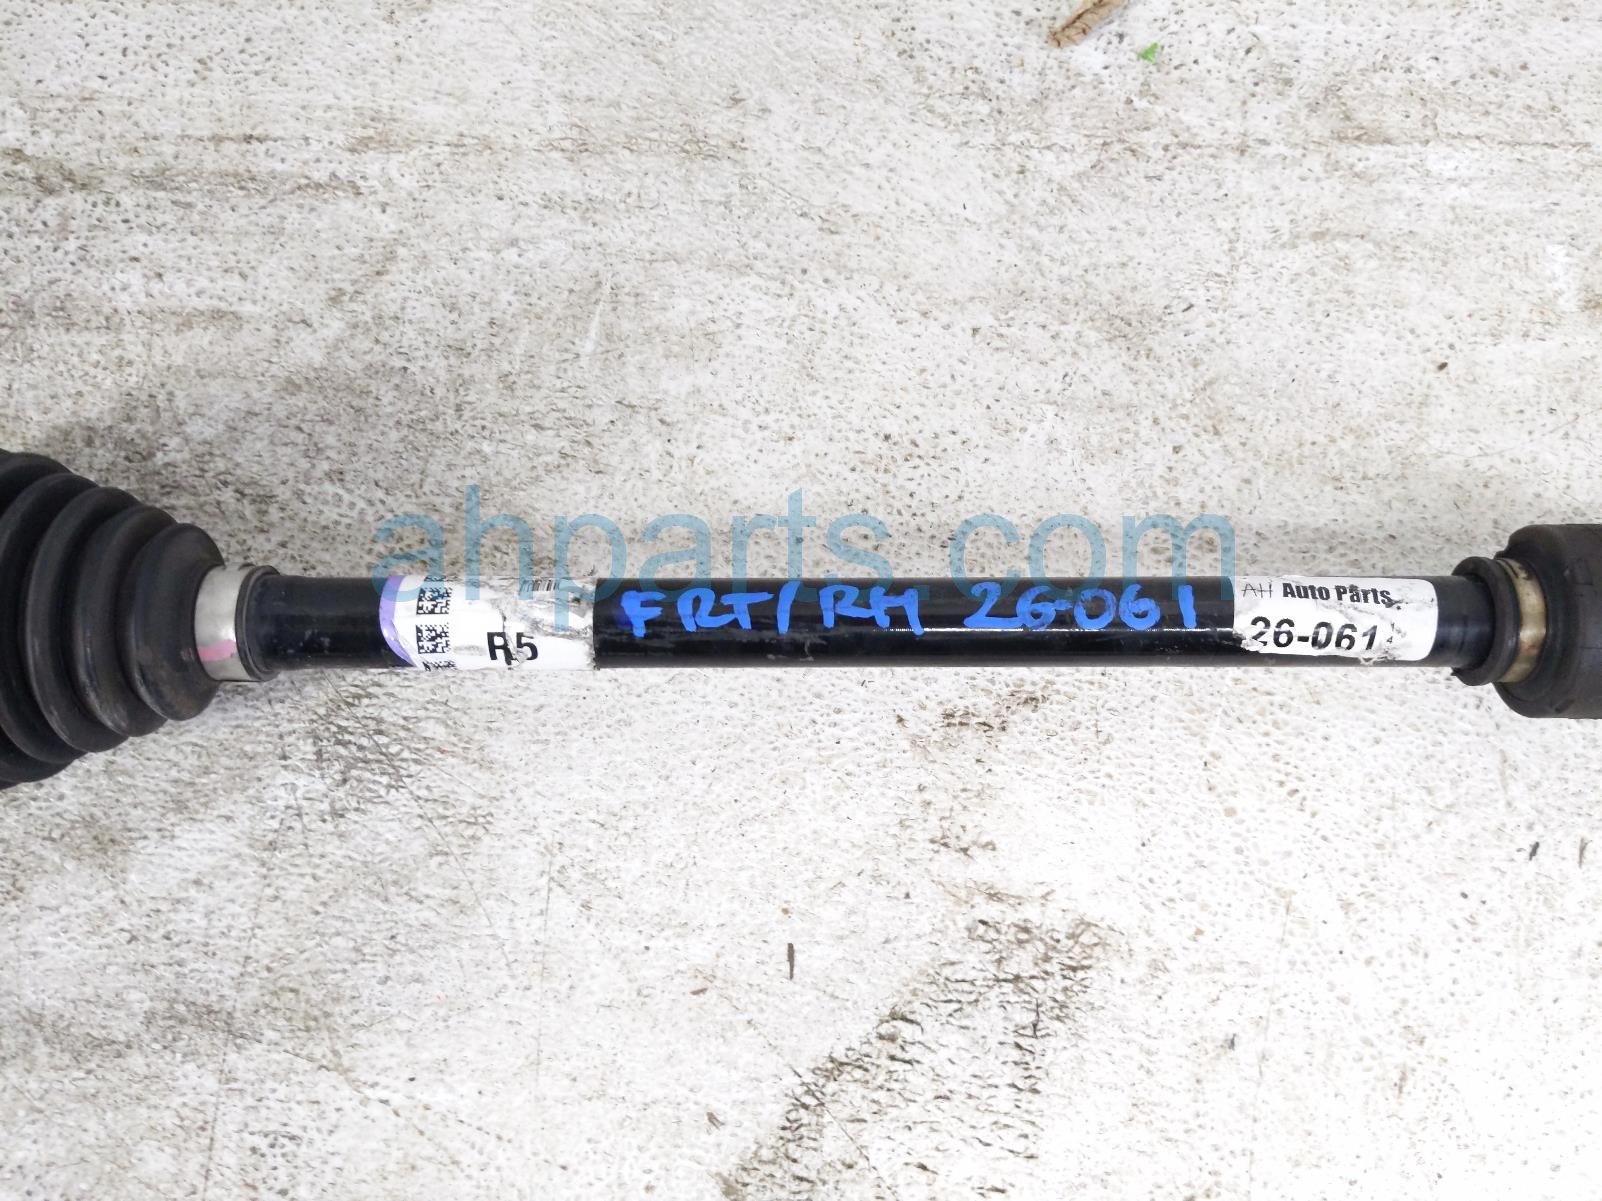 ahparts.com
R5
FRT/RH 26-061
AH Auto Parts
26-061